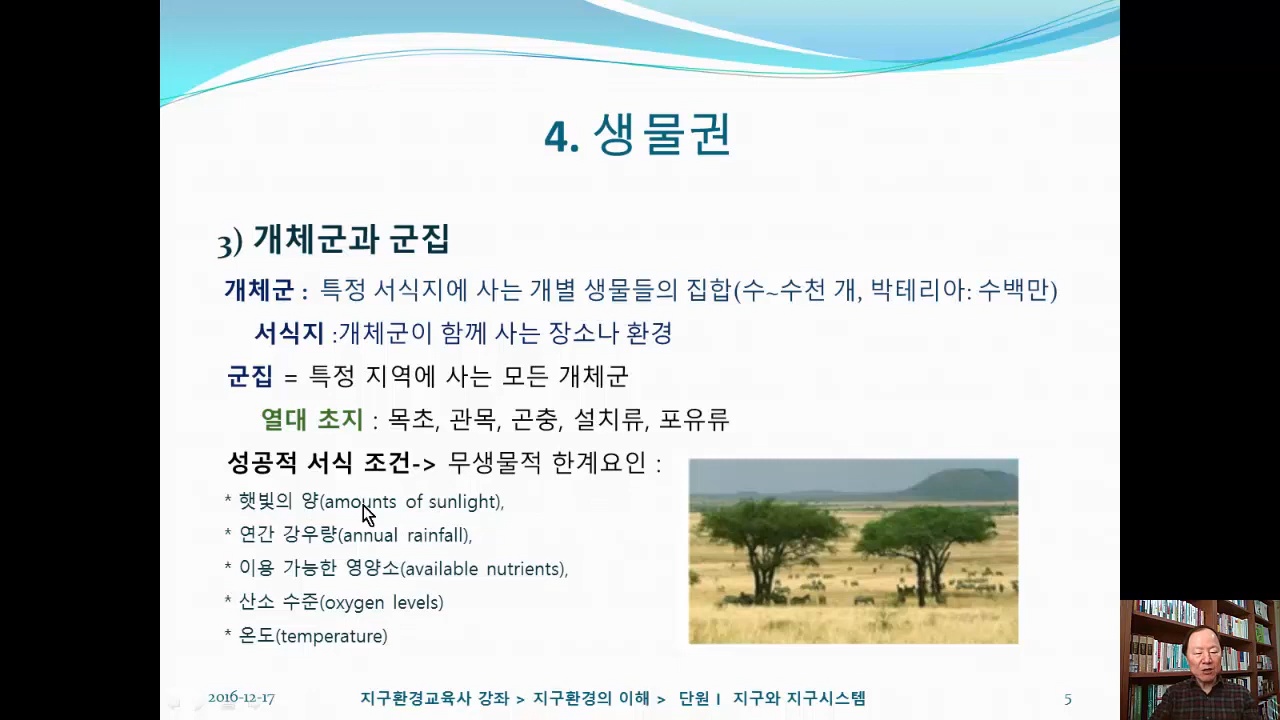 4. 생물권
3) 개체군과 군집
개체군 : 특정 서식지에 사는 개별 생물들의 집합(수~수천 개, 박테리아: 수백만)
서식지 :개체군이 함께 사는 장소나 환경
군집 = 특정 지역에 사는 모든 개체군
열대 초지 : 목초, 관목, 곤충, 설치류, 포유류
성공적 서식 조건-> 무생물적 한계요인 :
* 햇빛의 양(amounts of sunlight),
* 연간 강우량(annual rainfall),
* 이용 가능한 영양소(available nutrients),
* 산소 수준(oxygen levels)
* 온도(temperature)
2016-12-17 지구환경교육사 강좌 > 지구환경의 이해 > 단원 I 지구와 지구시스템 5